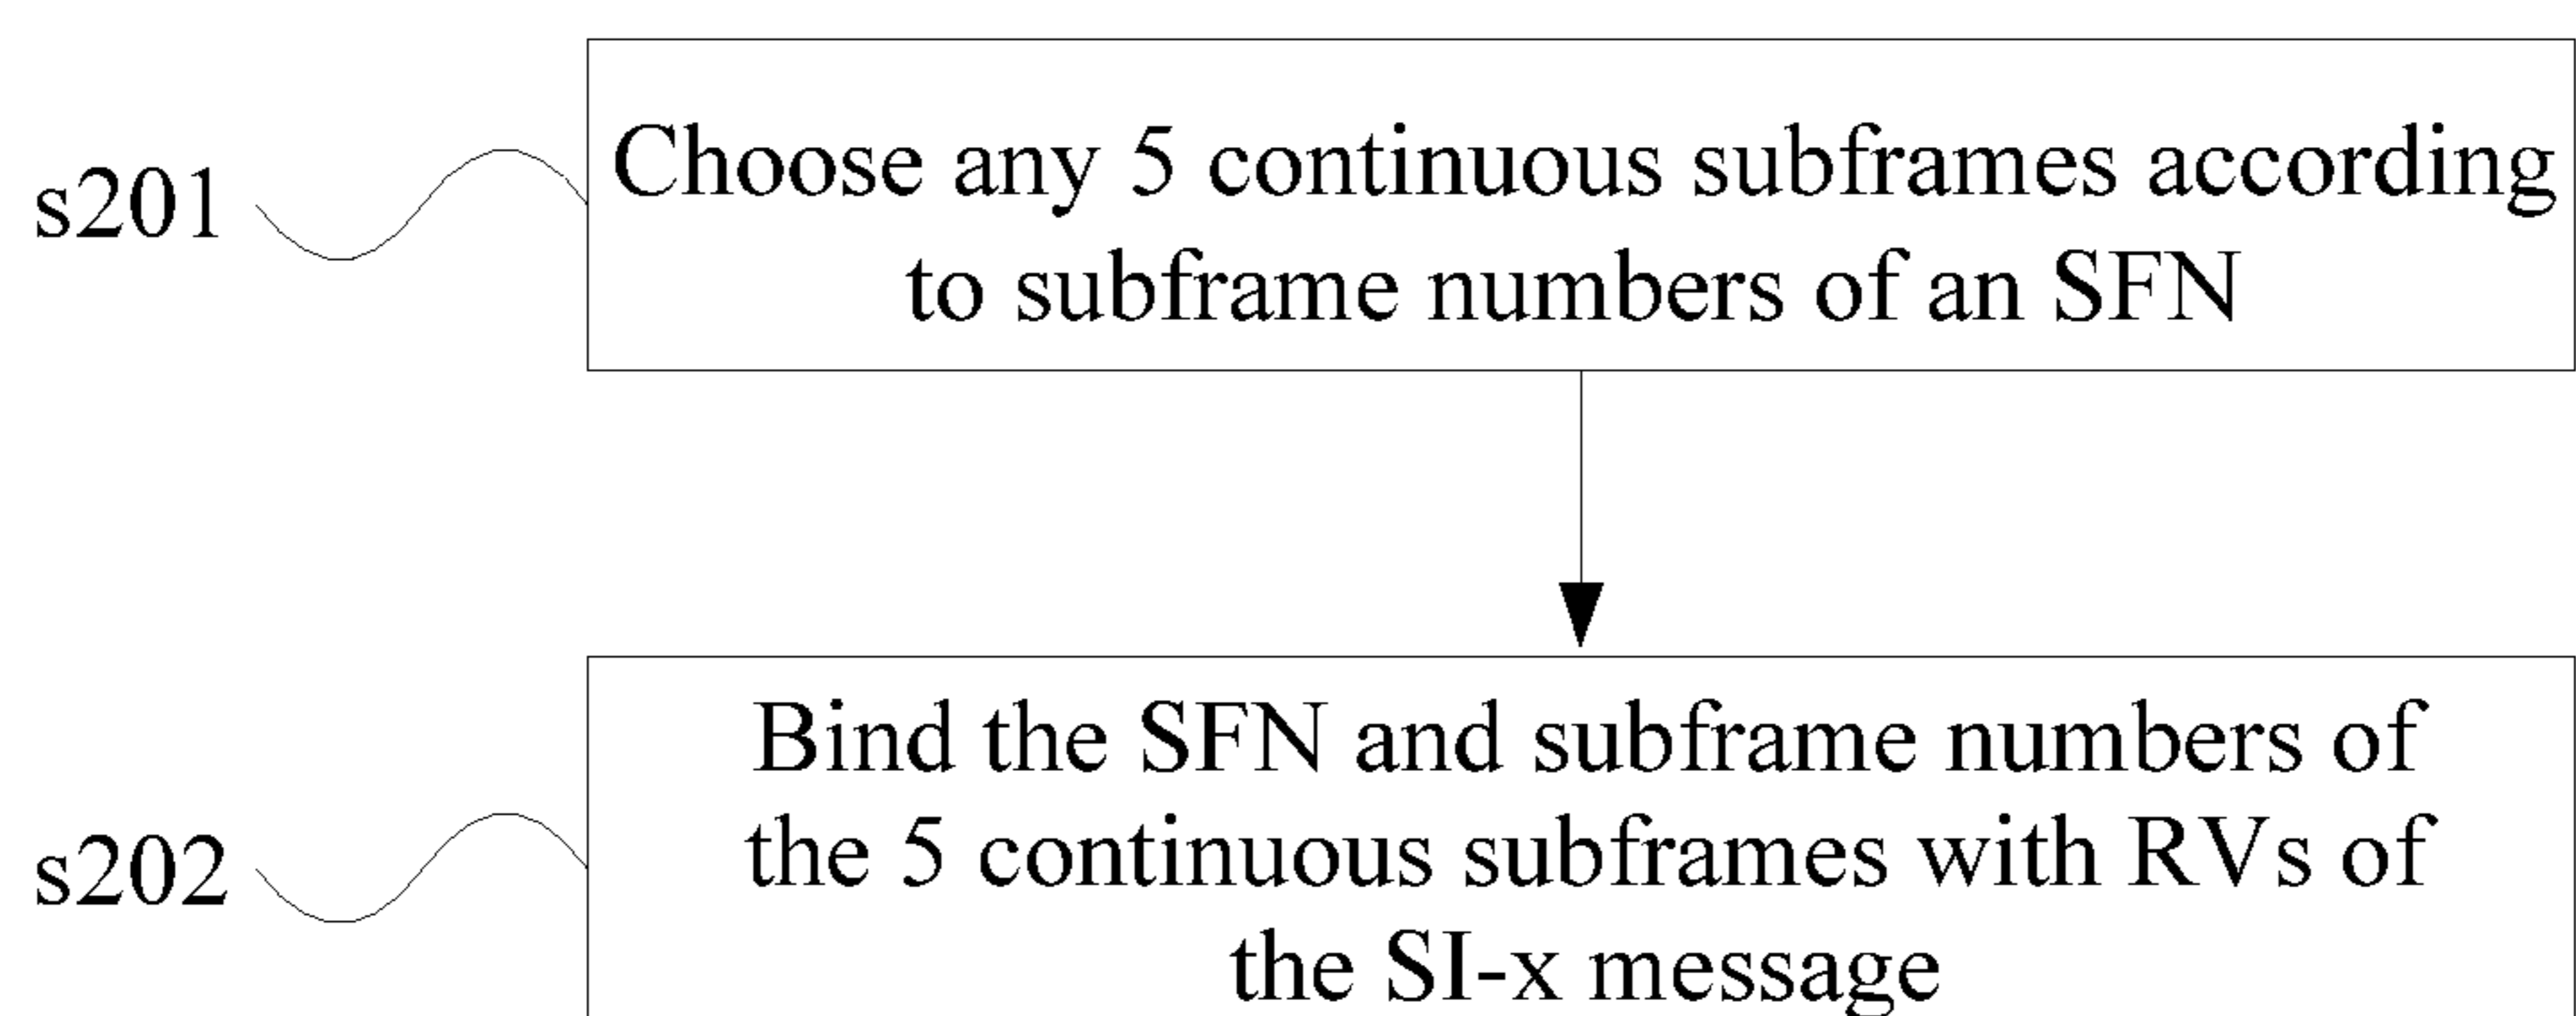 s201
Choose any 5 continuous subframes according
to subframe numbers of an SFN
s202
Bind the SFN and subframe numbers of
the 5 continuous subframes with RVs of
the SI-x message